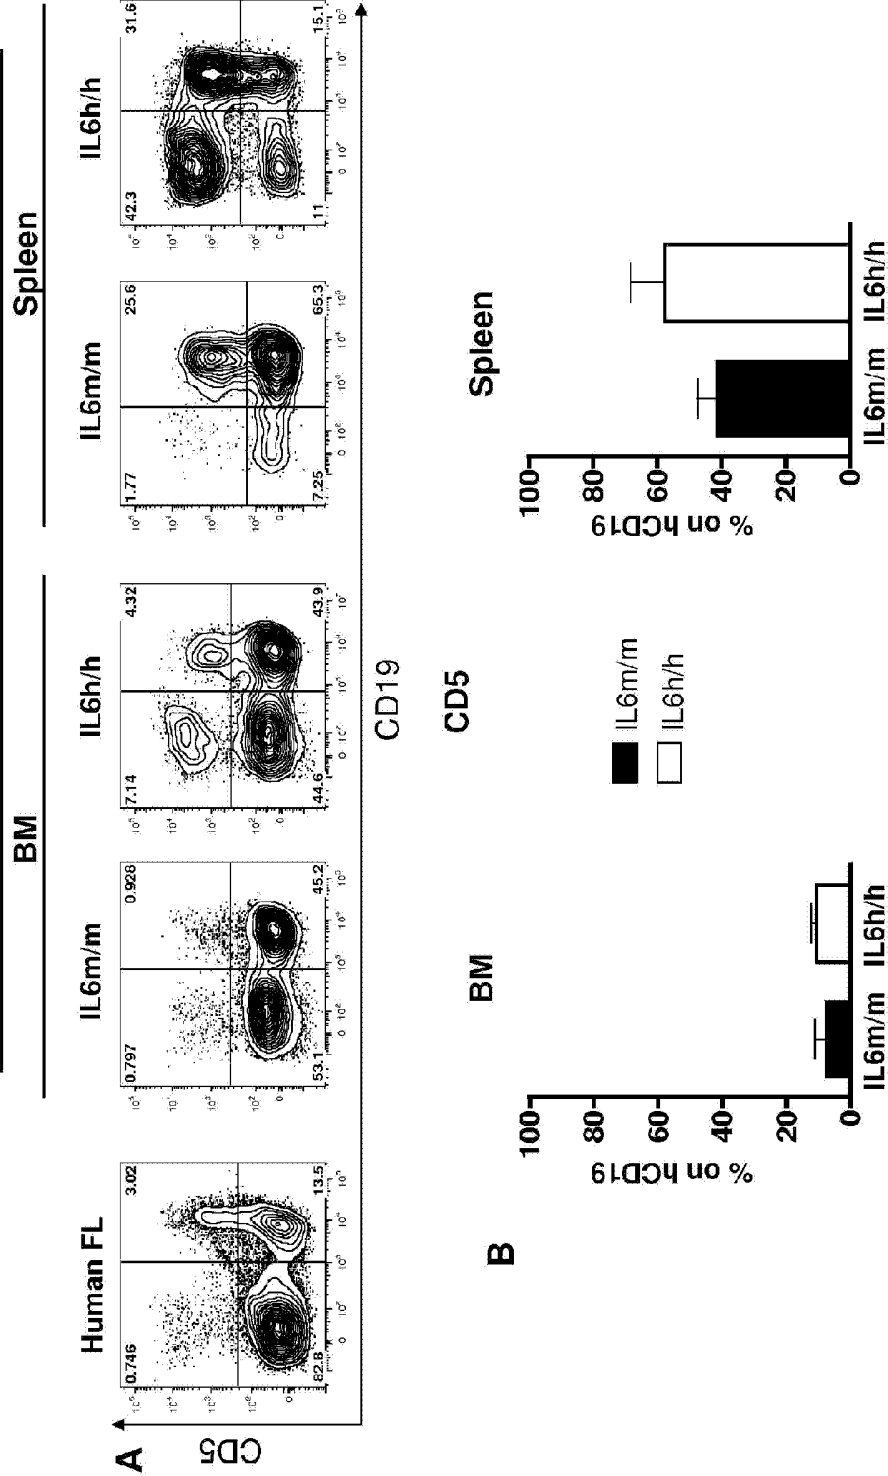 A
BM Spleen
Human FL IL6m/m IL6h/h IL6m/m IL6h/h
0.746 3.02 0.797 0.928 7.14 4.32 1.77 25.6 42.3 31.6
CD5
82.8 13.5 53.1 45.2 44.6 43.9 7.25 65.3 11 15.1
CD19
CD5
B
BM Spleen
100 100
80 80
60 60
40 40
20 20
0 0
% on hCD19 % on hCD19
IL6m/m
IL6h/h
IL6m/m IL6h/h IL6m/m IL6h/h